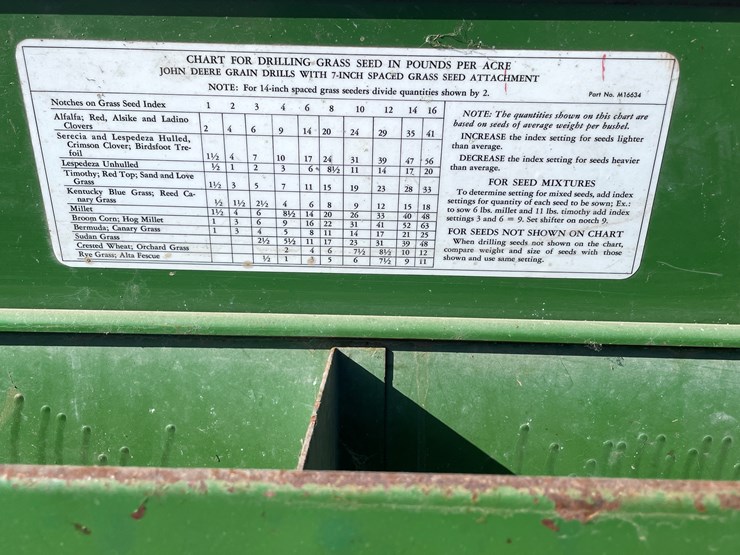 CHART FOR DRILLING GRASS SEED IN POUNDS PER ACRE
JOHN DEERE GRAIN DRILLS WITH 7-INCH SPACED GRASS SEED ATTACHMENT
NOTE: For 14-inch spaced grass seeders divide quantities shown by 2.
Part No. M16634
Notches on Grass Seed Index 1 2 3 4 6 8 10 12 14 16
Alfalfa; Red, Alsike and Ladino
Clovers 2 4 6 9 14 20 24 29 35 41
Serecia and Lespedeza Hulled,
Crimson Clover; Birdsfoot Tre-
foil 1½ 4 7 10 17 24 31 39 47 56
Lespedeza Unhulled ½ 1 2 3 6 8½ 11 14 17 20
Timothy; Red Top; Sand and Love
Grass 1½ 3 5 7 11 15 19 23 28 33
Kentucky Blue Grass; Reed Ca-
nary Grass ½ 1½ 2½ 4 6 8 9 12 15 18
Millet 1½ 4 6 8½ 14 20 26 33 40 48
Broom Corn; Hog Millet 1 3 6 9 16 22 31 41 52 63
Bermuda; Canary Grass 1 3 4 5 8 11 14 17 21 25
Sudan Grass 2½ 5½ 11 17 23 31 39 48
Crested Wheat; Orchard Grass 2 4 6 7½ 8½ 10 12
Rye Grass; Alta Fescue ½ 1 5 6 7½ 9 11
NOTE: The quantities shown on this chart are
based on seeds of average weight per bushel.
INCREASE the index setting for seeds lighter
than average.
DECREASE the index setting for seeds heavier
than average.
FOR SEED MIXTURES
To determine setting for mixed seeds, add index
settings for quantity of each seed to be sown; Ex.:
to sow 6 lbs. millet and 11 lbs. timothy add index
settings 3 and 6 = 9. Set shifter on notch 9.
FOR SEEDS NOT SHOWN ON CHART
When drilling seeds not shown on the chart,
compare weight and size of seeds with those
shown and use same setting.